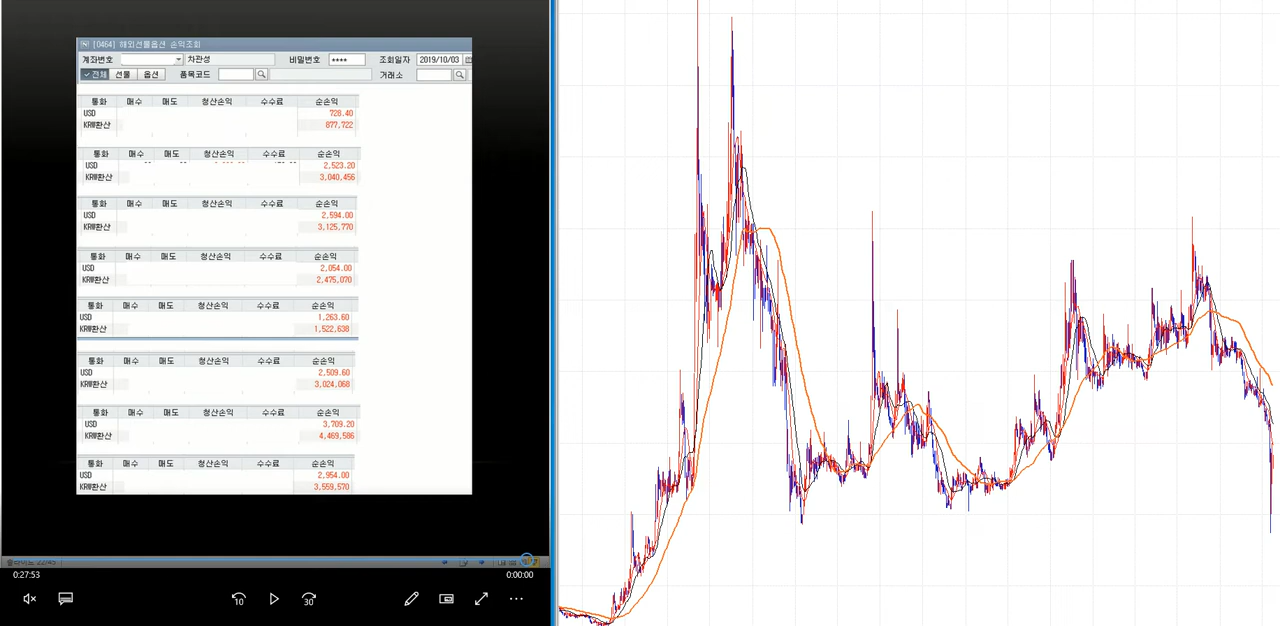 [0464] 해외선물옵션 손익조회
계좌번호 차관성 비밀번호 **** 조회일자 2019/10/03
전체 선물 옵션 품목코드 거래소
통화 매수 매도 청산손익 수수료 순손익
USD 728.40
KRW환산 877,722
통화 매수 매도 청산손익 수수료 순손익
USD 2,523.20
KRW환산 3,040,456
통화 매수 매도 청산손익 수수료 순손익
USD 2,594.00
KRW환산 3,125,770
통화 매수 매도 청산손익 수수료 순손익
USD 2,054.00
KRW환산 2,475,070
통화 매수 매도 청산손익 수수료 순손익
USD 1,263.60
KRW환산 1,522,638
통화 매수 매도 청산손익 수수료 순손익
USD 2,509.60
KRW환산 3,024,068
통화 매수 매도 청산손익 수수료 순손익
USD 3,709.20
KRW환산 4,469,586
통화 매수 매도 청산손익 수수료 순손익
USD 2,954.00
KRW환산 3,559,570
0:27:53 0:00:00
10 30